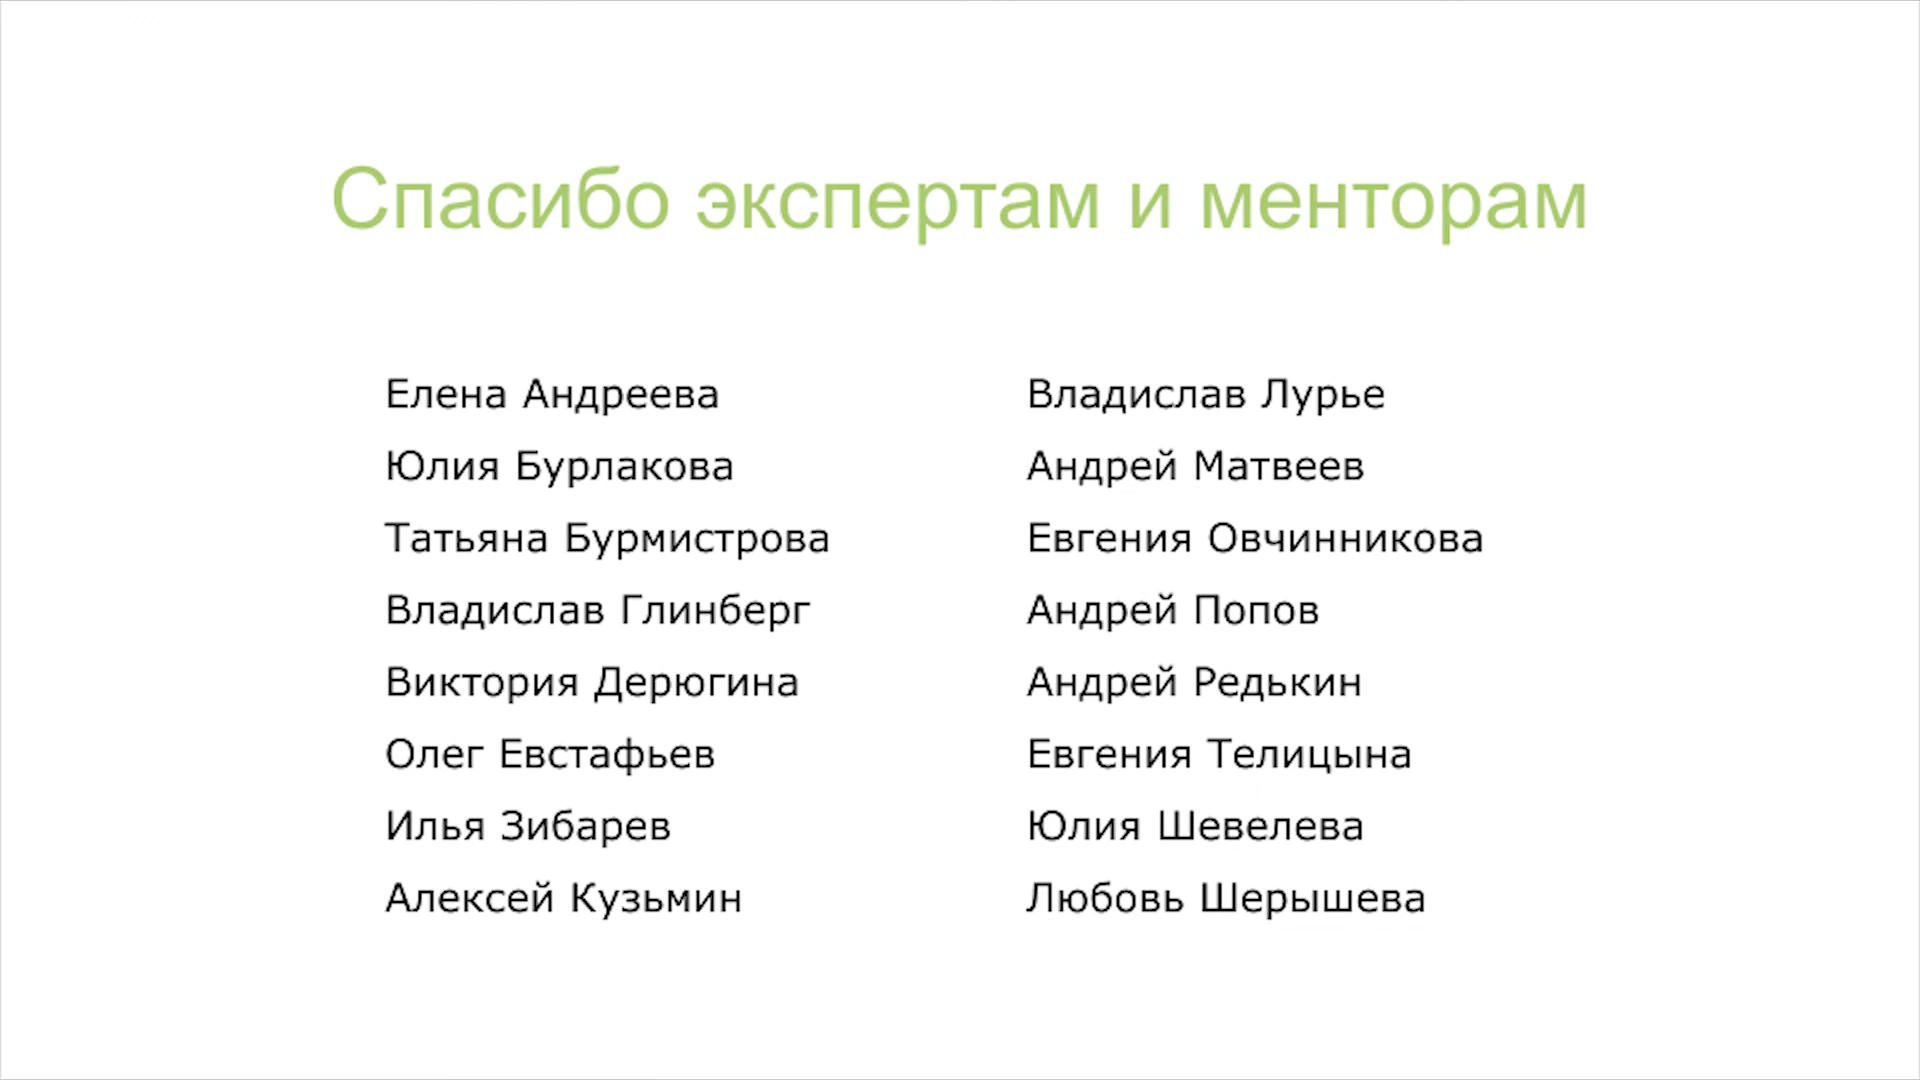 Спасибо экспертам и менторам
Елена Андреева
Юлия Бурлакова
Татьяна Бурмистрова
Владислав Глинберг
Виктория Дерюгина
Олег Евстафьев
Илья Зибарев
Алексей Кузьмин
Владислав Лурье
Андрей Матвеев
Евгения Овчинникова
Андрей Попов
Андрей Редькин
Евгения Телицына
Юлия Шевелева
Любовь Шерышева